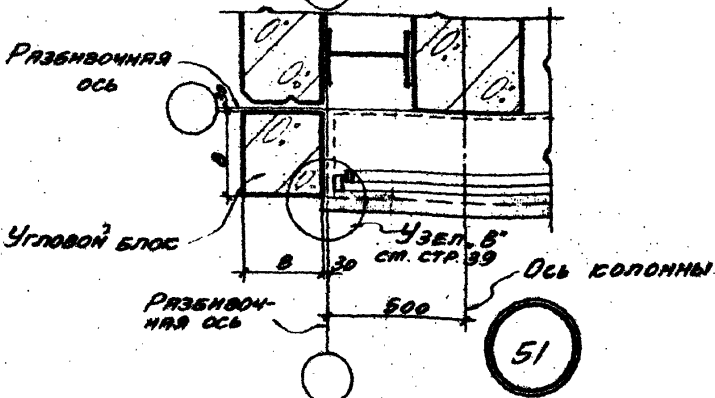 Разбивочная
ось
Угловой блок
Узел „В"
см. стр. 39
Ось колонны
в
30
Разбивоч-
ная ось
500
51